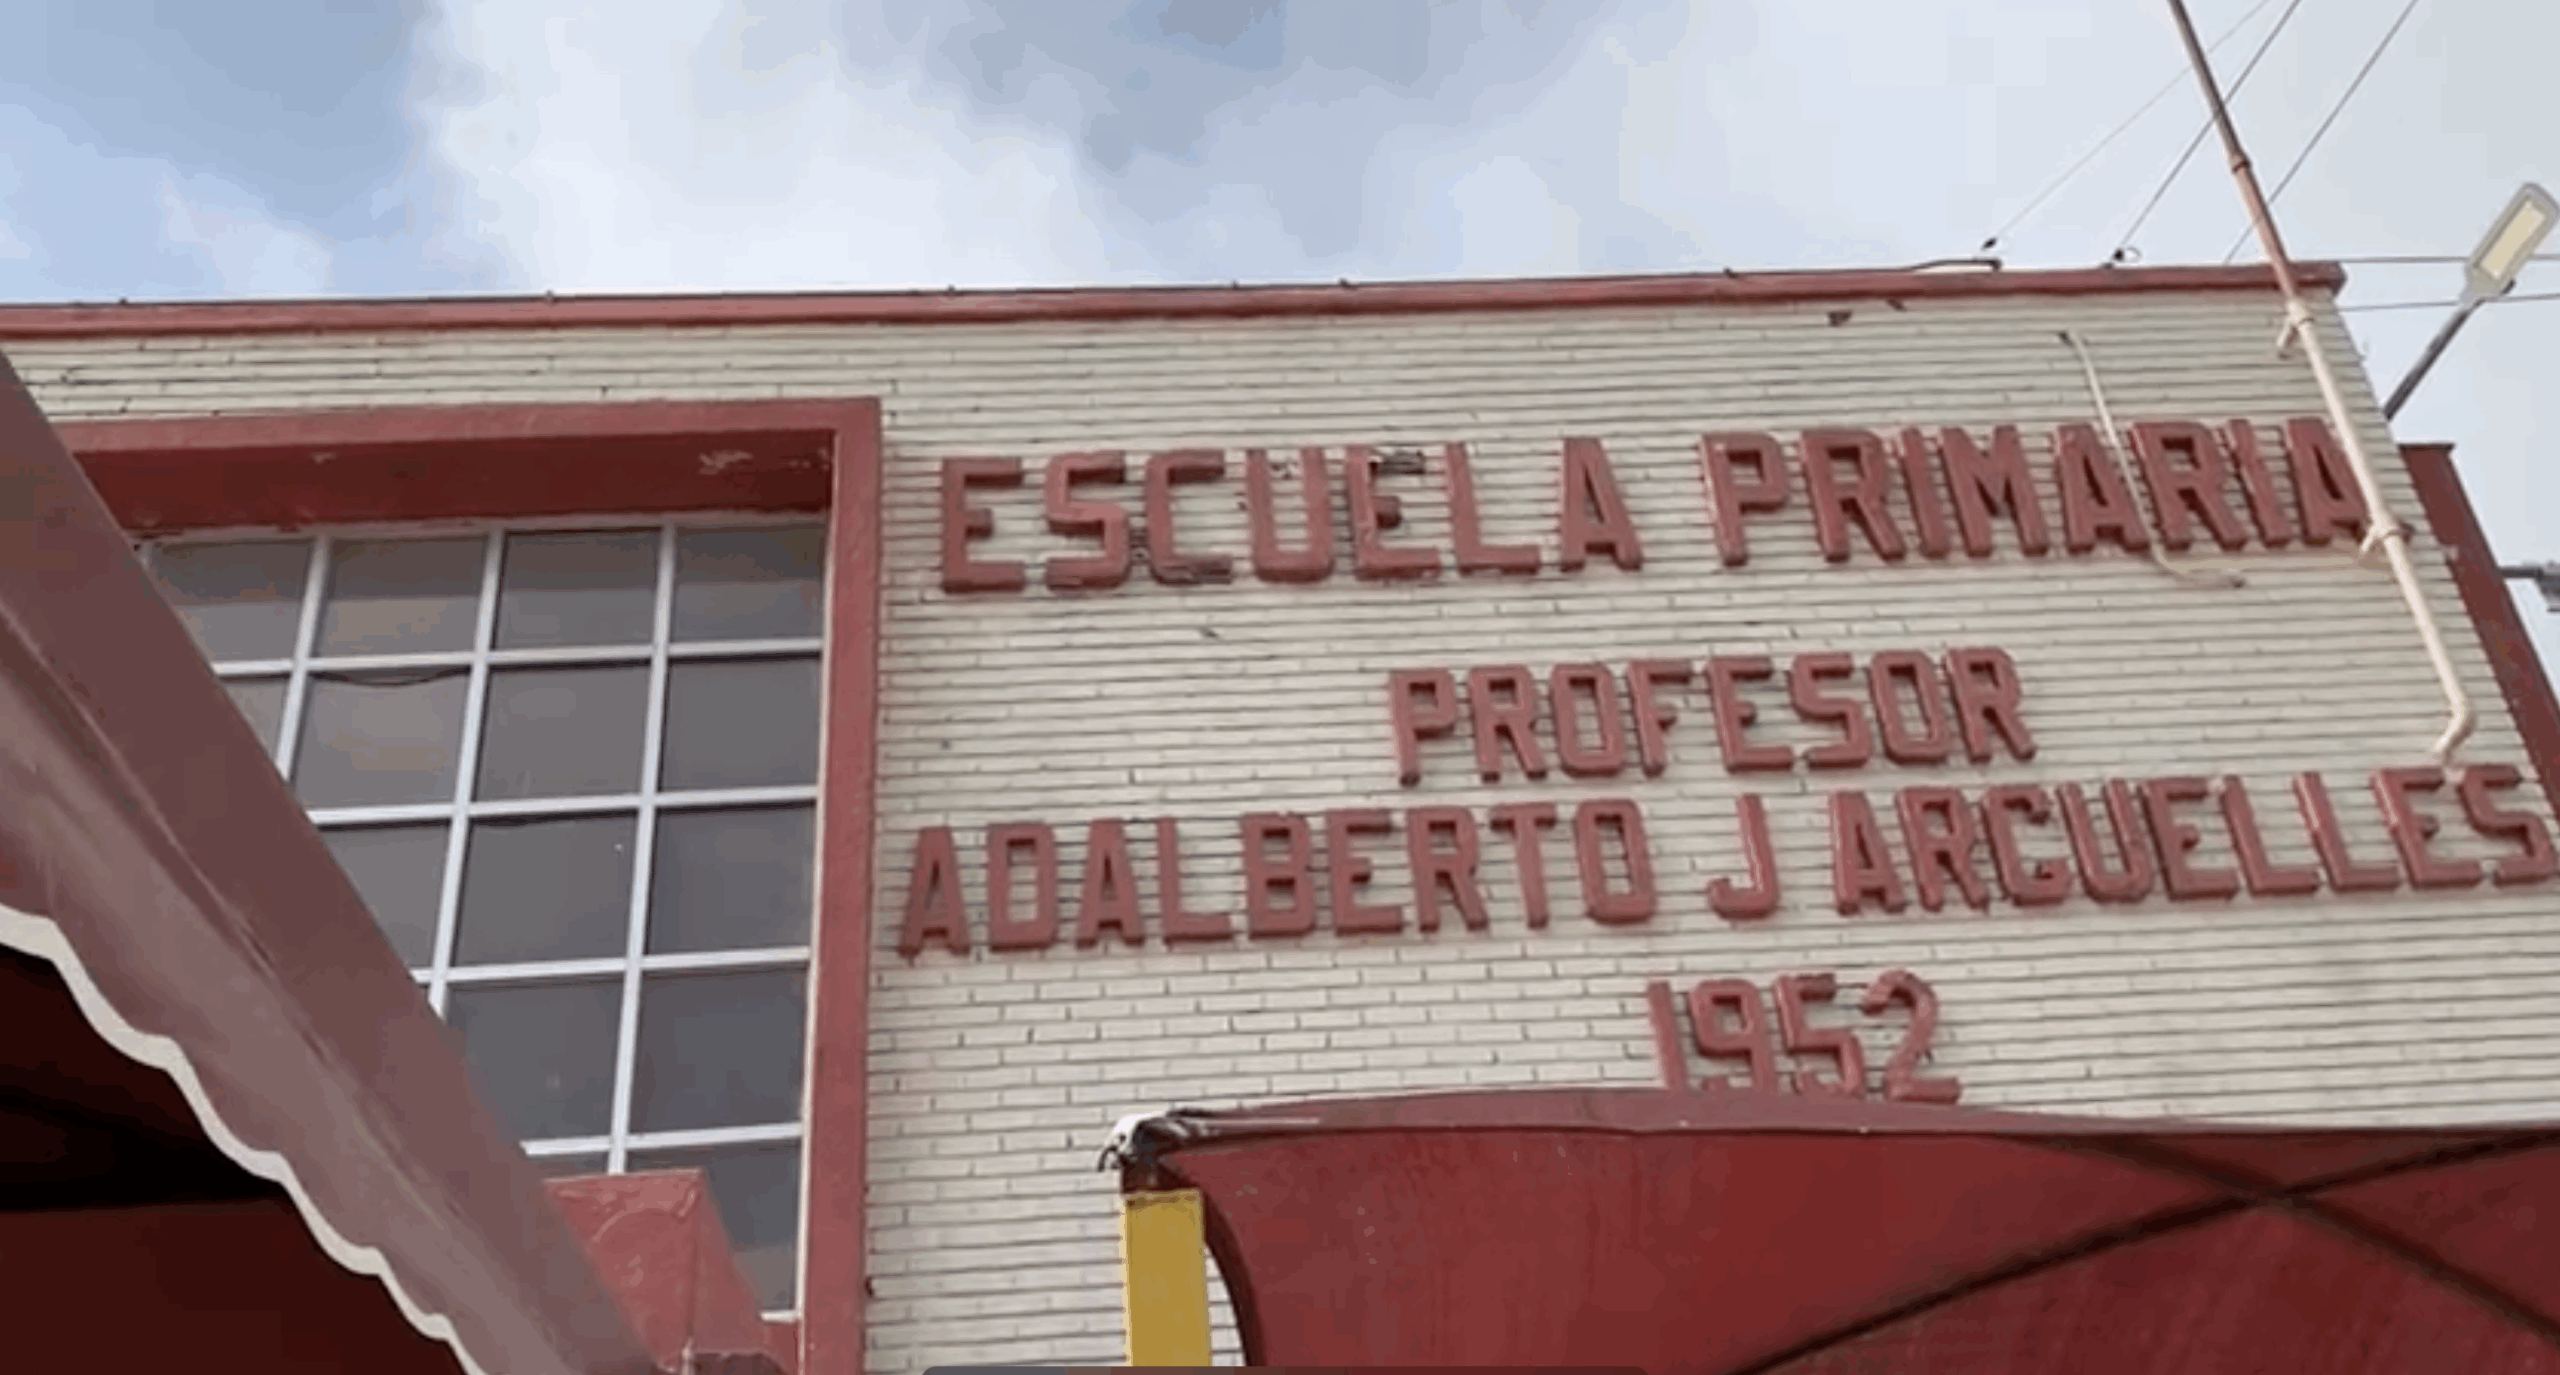 ESCUELA PRIMARIA
PROFESOR
ADALBERTO J ARGUELLES
1952